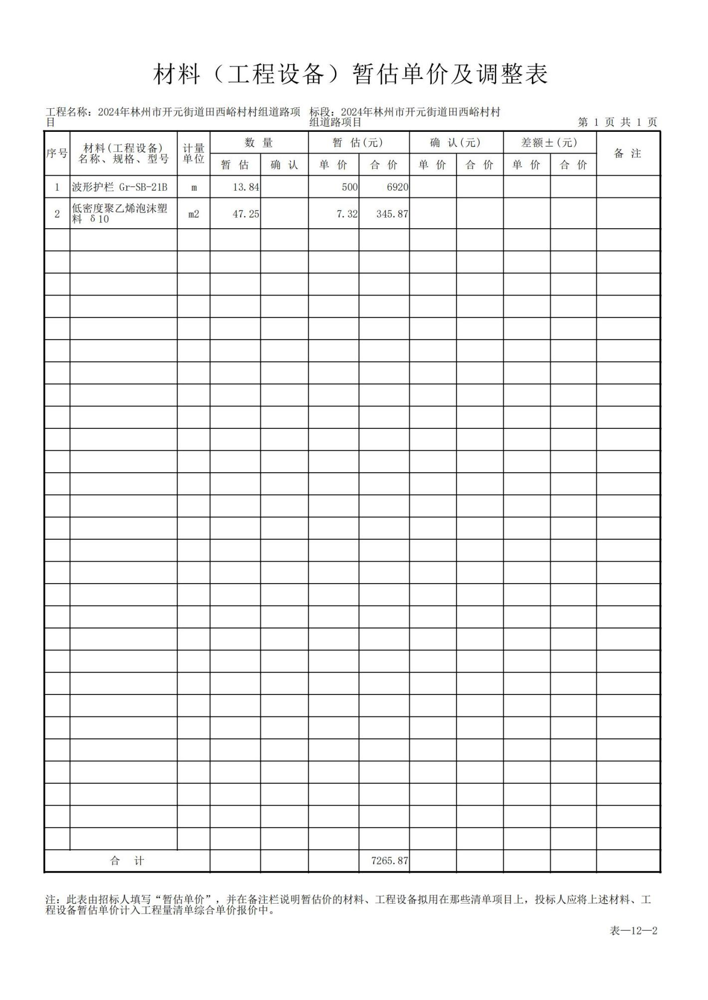 材料（工程设备）暂估单价及调整表
工程名称：2024年林州市开元街道田西峪村村组道路项目
标段：2024年林州市开元街道田西峪村村组道路项目
第 1 页 共 1 页
序号 材料(工程设备)名称、规格、型号 计量单位 数 量 暂 估(元) 确 认(元) 差额±(元) 备 注
暂 估 确 认 单 价 合 价 单 价 合 价 单 价 合 价
1 波形护栏 Gr-SB-21B m 13.84 500 6920
2 低密度聚乙烯泡沫塑料 δ10 m2 47.25 7.32 345.87
合 计 7265.87
注：此表由招标人填写“暂估单价”，并在备注栏说明暂估价的材料、工程设备拟用在那些清单项目上，投标人应将上述材料、工
程设备暂估单价计入工程量清单综合单价报价中。
表—12—2